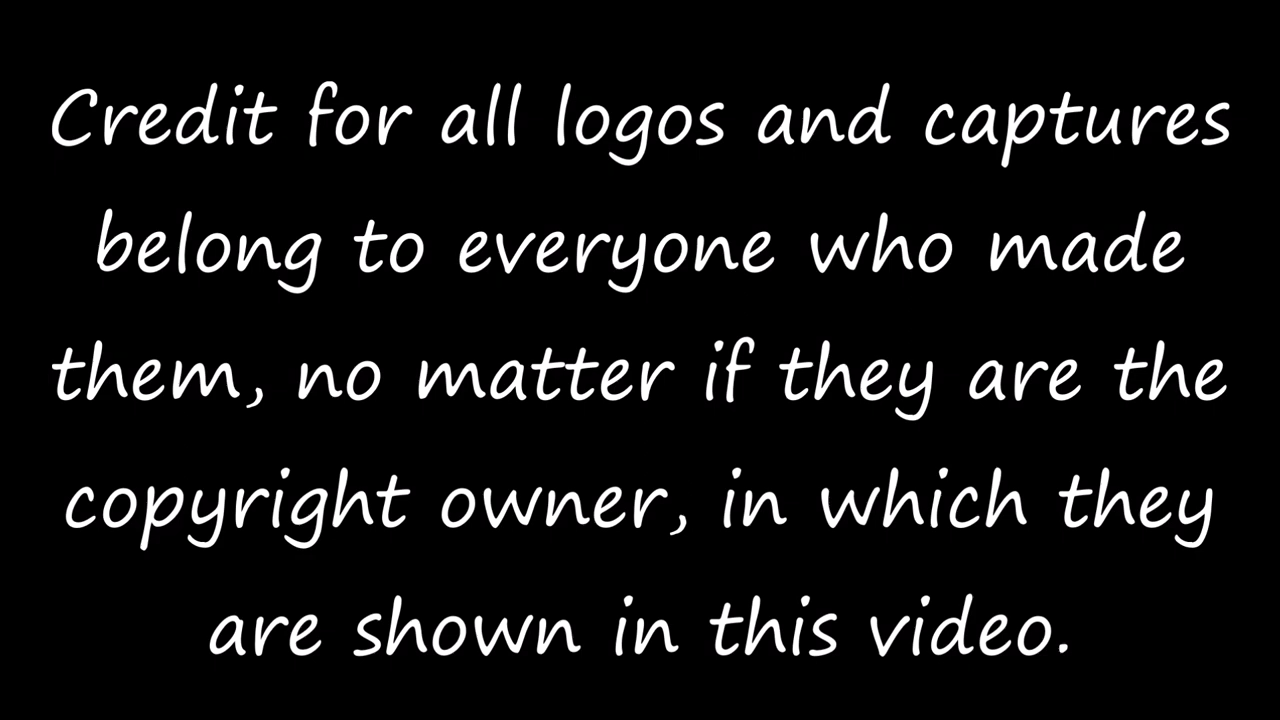 Credit for all logos and captures
belong to everyone who made
them, no matter if they are the
copyright owner, in which they
are shown in this video.